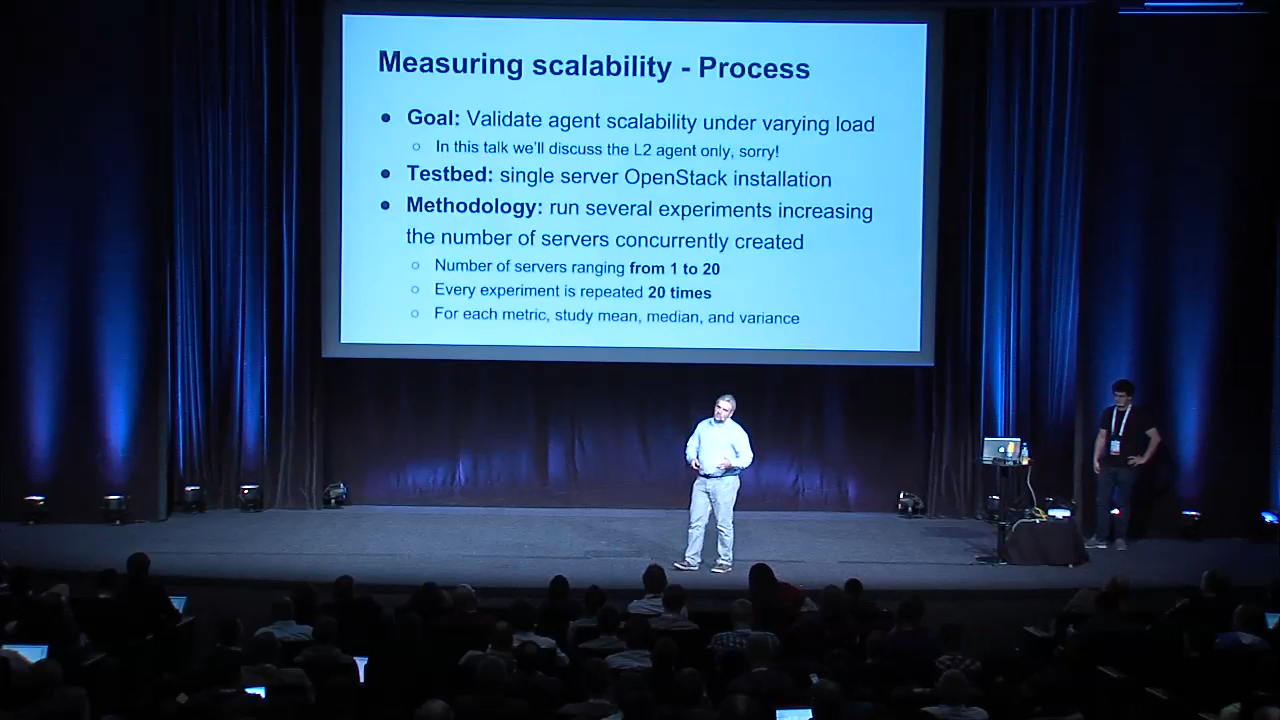 Measuring scalability - Process
● Goal: Validate agent scalability under varying load
○ In this talk we'll discuss the L2 agent only, sorry!
● Testbed: single server OpenStack installation
● Methodology: run several experiments increasing
the number of servers concurrently created
○ Number of servers ranging from 1 to 20
○ Every experiment is repeated 20 times
○ For each metric, study mean, median, and variance